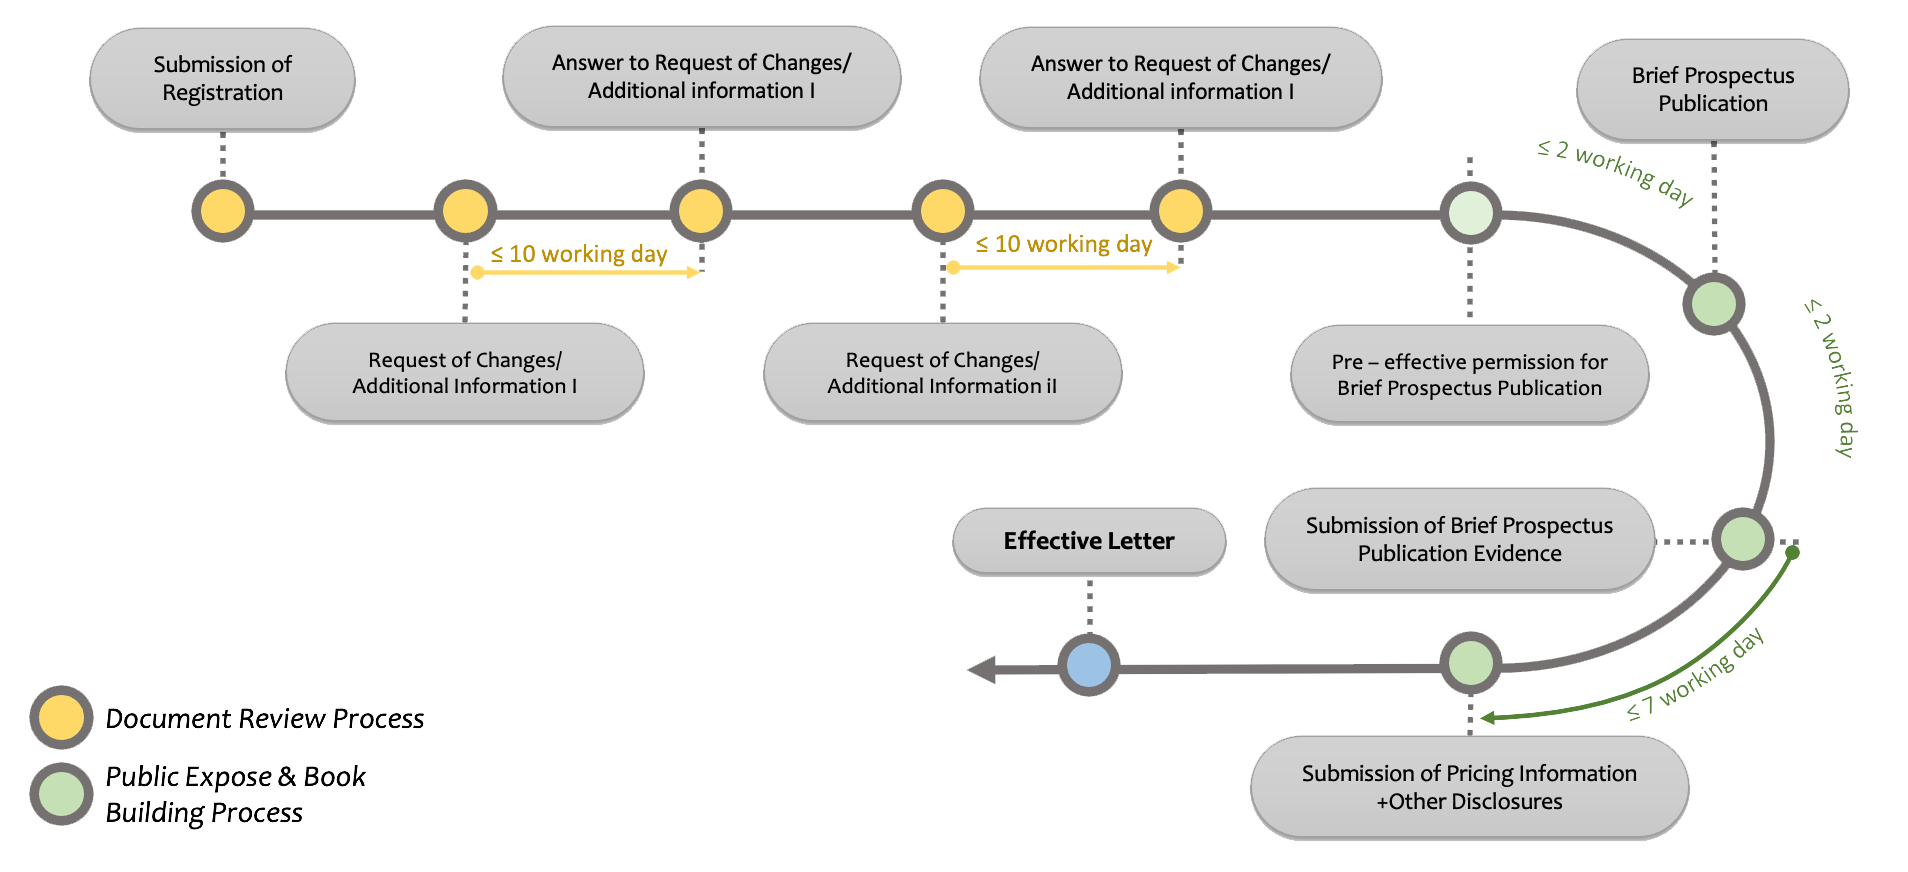 Submission of
Registration
Answer to Request of Changes/
Additional information I
Answer to Request of Changes/
Additional information I
Brief Prospectus
Publication
≤ 2 working day
≤ 10 working day
≤ 10 working day
≤ 2 working day
Request of Changes/
Additional Information I
Request of Changes/
Additional Information iI
Pre – effective permission for
Brief Prospectus Publication
Effective Letter
Submission of Brief Prospectus
Publication Evidence
≤ 7 working day
Document Review Process
Public Expose & Book
Building Process
Submission of Pricing Information
+Other Disclosures